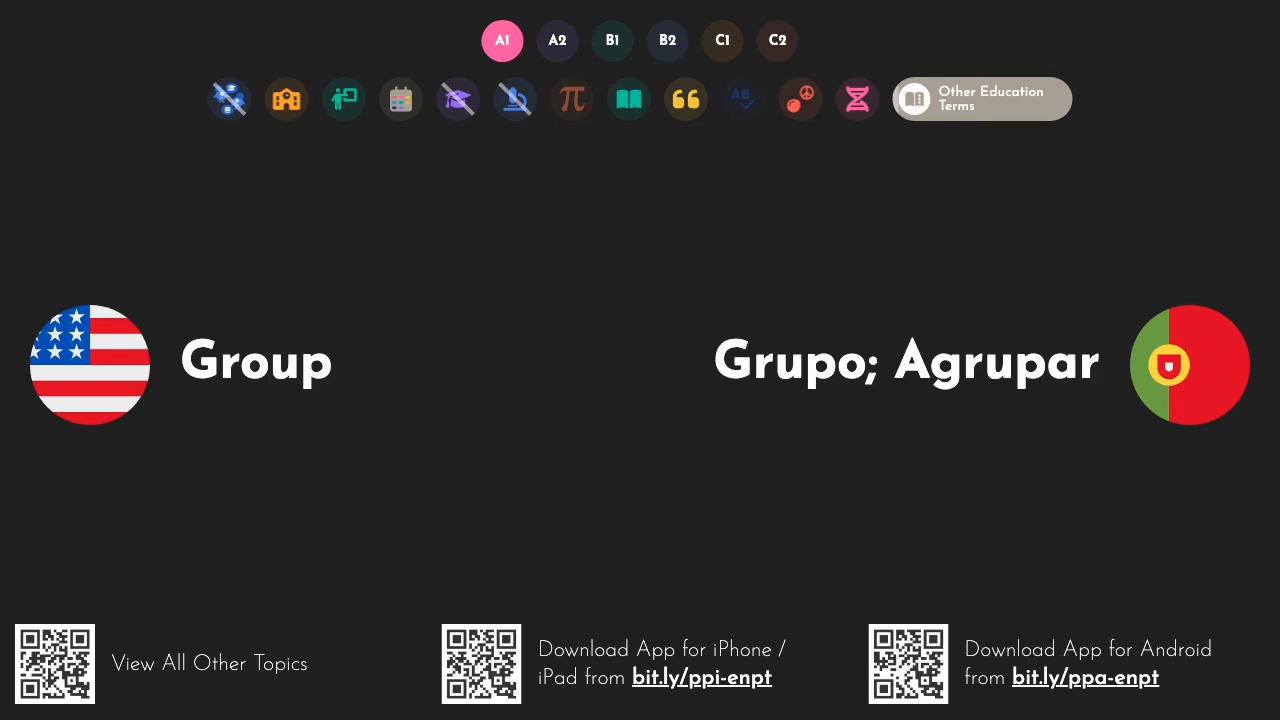 A1 A2 B1 B2 C1 C2
Other Education
Terms
Group
Grupo; Agrupar
View All Other Topics
Download App for iPhone /
iPad from bit.ly/ppi-enpt
Download App for Android
from bit.ly/ppa-enpt